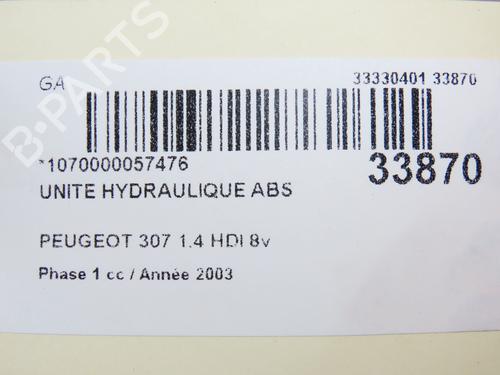 GA
33330401 33870
*1070000057476
33870
UNITE HYDRAULIQUE ABS
PEUGEOT 307 1.4 HDI 8v
Phase 1 cc / Année 2003
B-PARTS